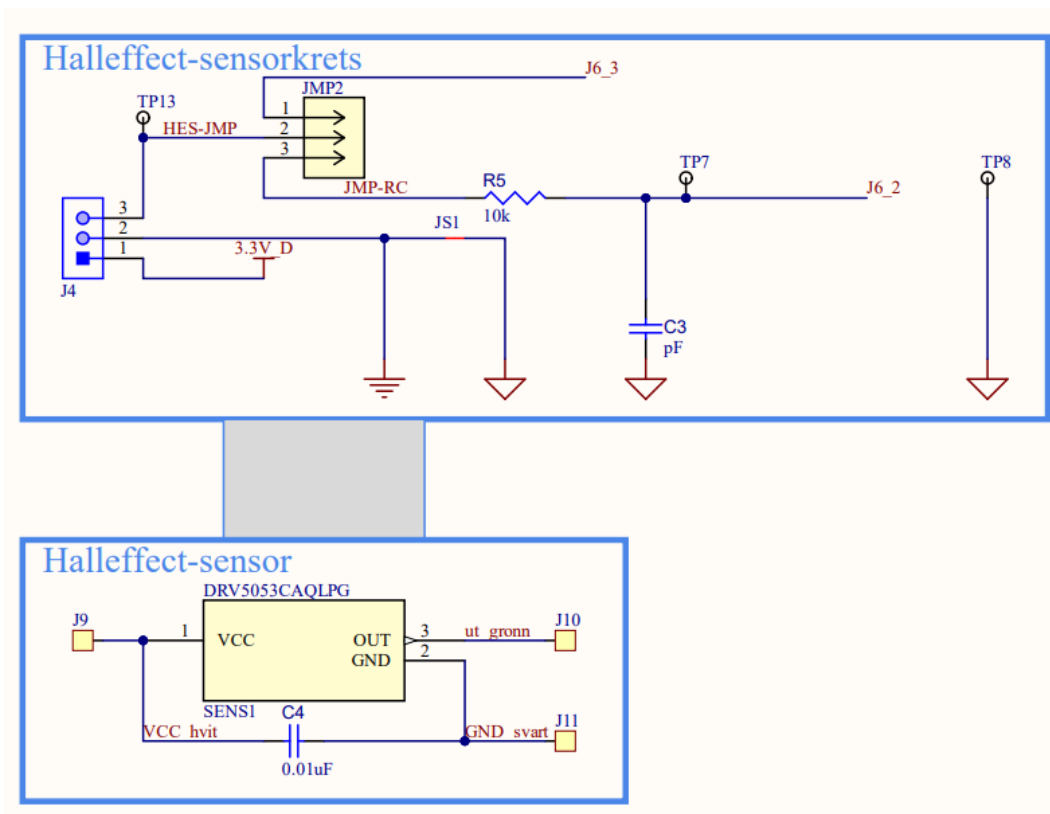 Halleffect-sensorkrets
J6_3
JMP2
TP13
1
HES-JMP
2
3
TP7
TP8
JMP-RC
R5
J6_2
10k
3
2
JS1
1
3.3V_D
J4
C3
pF
Halleffect-sensor
DRV5053CAQLPG
J9
1
VCC
OUT
3
ut_gronn
J10
GND
2
SENS1
C4
VCC_hvit
GND_svart
J11
0.01uF